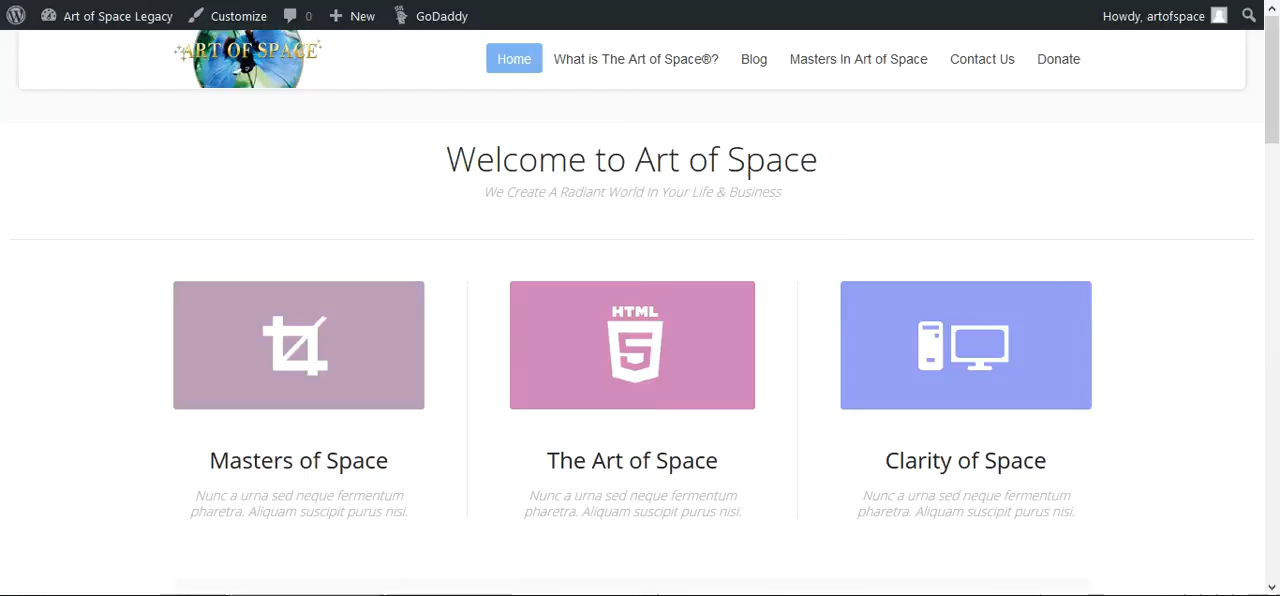 Art of Space Legacy Customize 0 New GoDaddy Howdy, artofspace
ART OF SPACE
Home What is The Art of Space®? Blog Masters In Art of Space Contact Us Donate
Welcome to Art of Space
We Create A Radiant World In Your Life & Business
HTML
5
Masters of Space
Nunc a urna sed neque fermentum
pharetra. Aliquam suscipit purus nisi.
The Art of Space
Nunc a urna sed neque fermentum
pharetra. Aliquam suscipit purus nisi.
Clarity of Space
Nunc a urna sed neque fermentum
pharetra. Aliquam suscipit purus nisi.